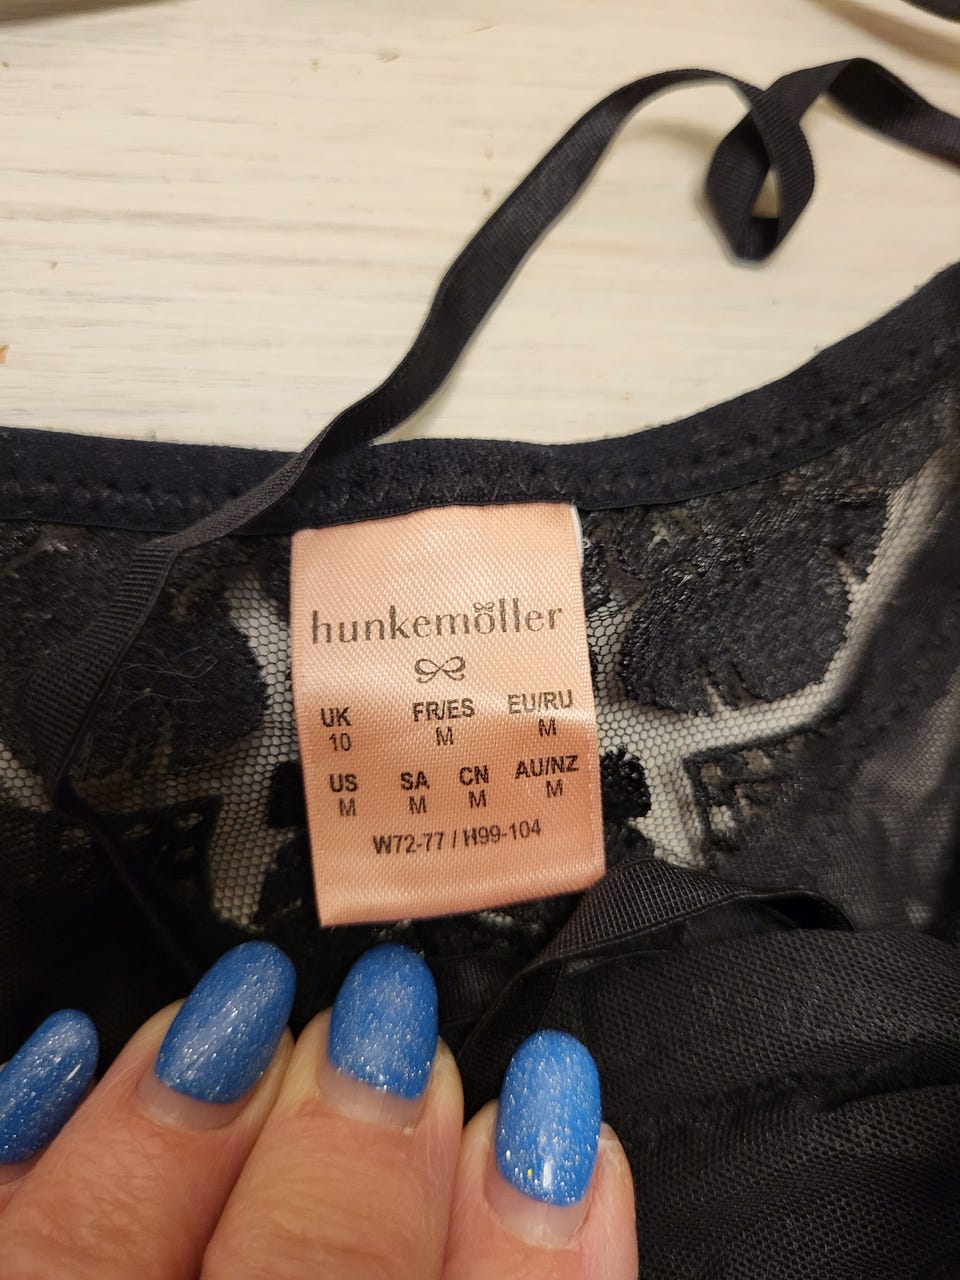 hunkemöller
UK FR/ES EU/RU
10 M M
US SA CN AU/NZ
M M M M
W72-77 / H99-104